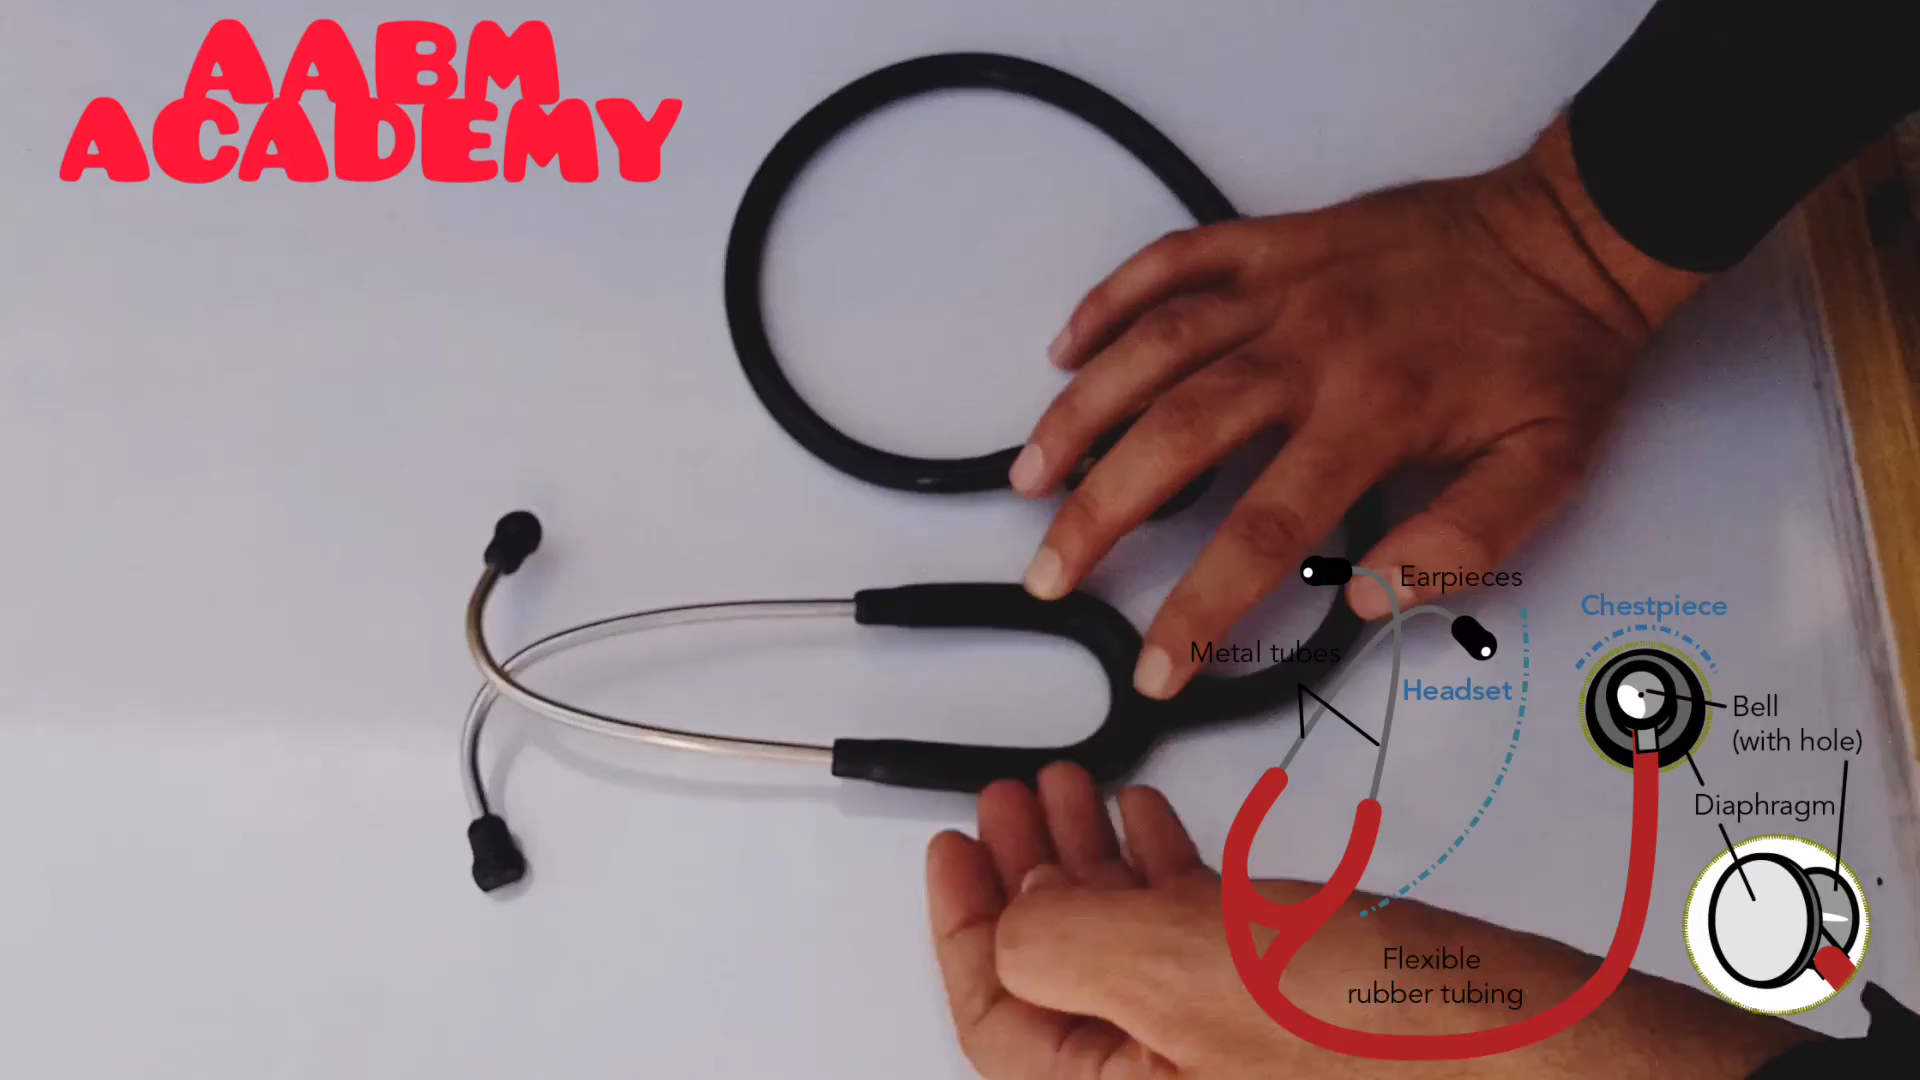 AABM
ACADEMY
Earpieces
Chestpiece
Metal tubes
Headset
Bell
(with hole)
Diaphragm
Flexible
rubber tubing